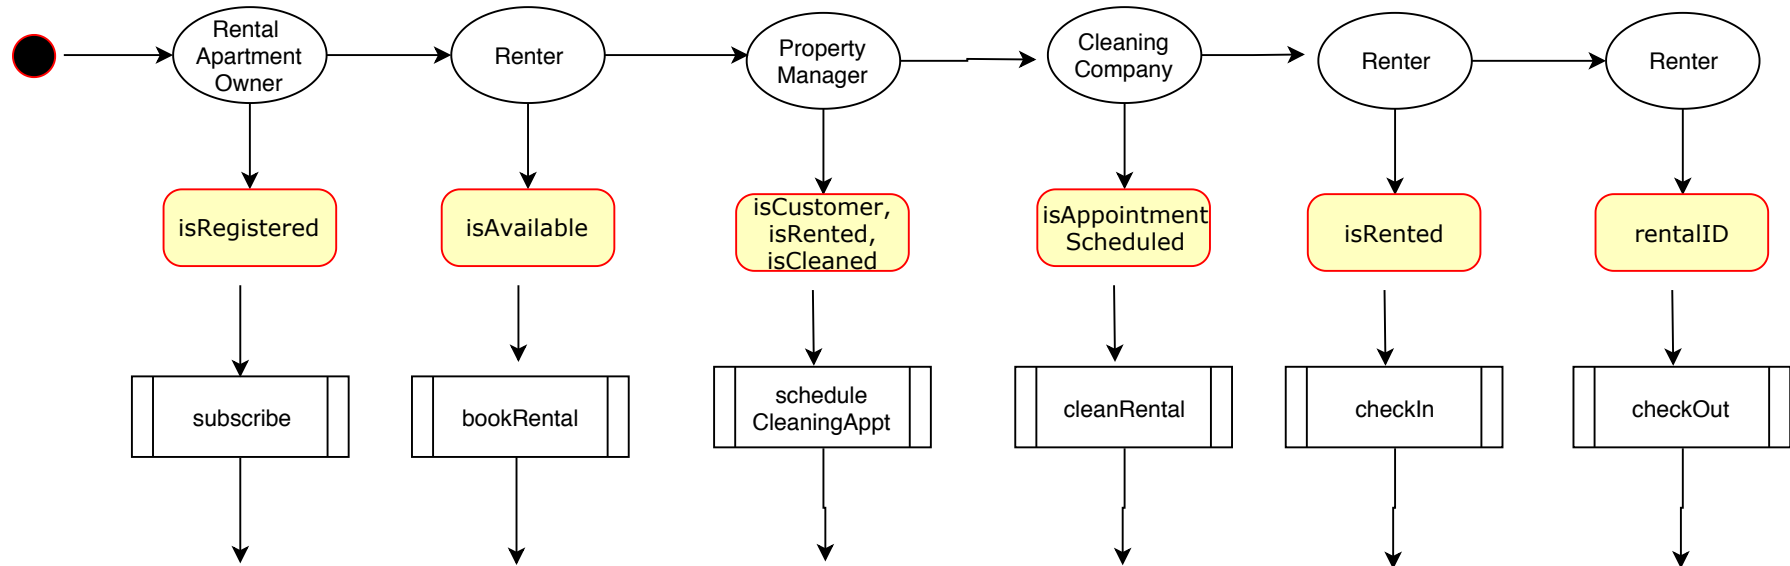 Rental
Apartment
Owner
Renter
Property
Manager
Cleaning
Company
Renter
Renter
isRegistered
isAvailable
isCustomer,
isRented,
isCleaned
isAppointment
Scheduled
isRented
rentalID
subscribe
bookRental
schedule
CleaningAppt
cleanRental
checkIn
checkOut